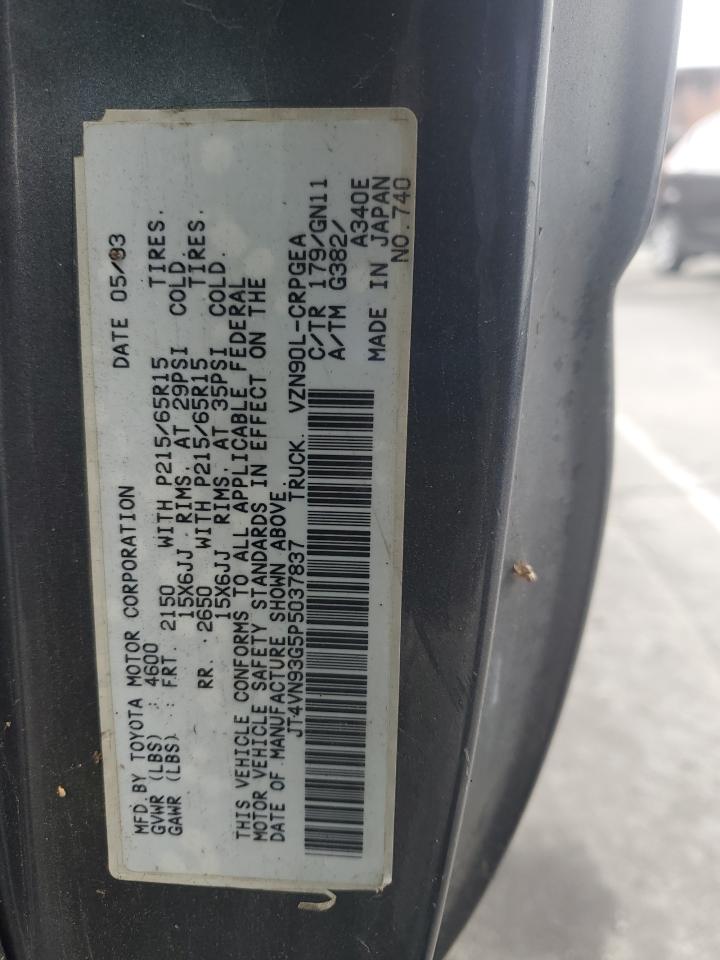 MFD. BY TOYOTA MOTOR CORPORATION DATE 05/93
GVWR (LBS) : 4600
GAWR (LBS) : FRT. 2150 WITH P215/65R15 TIRES.
15X6JJ RIMS, AT 29PSI COLD.
RR. 2650 WITH P215/65R15 TIRES.
15X6JJ RIMS, AT 35PSI COLD.
THIS VEHICLE CONFORMS TO ALL APPLICABLE FEDERAL
MOTOR VEHICLE SAFETY STANDARDS IN EFFECT ON THE
DATE OF MANUFACTURE SHOWN ABOVE.
JT4VN93G5P5037837 TRUCK. VZN90L-CRPGEA
C/TR 179/GN11
A/TM G382/
A340E
MADE IN JAPAN
NO.740